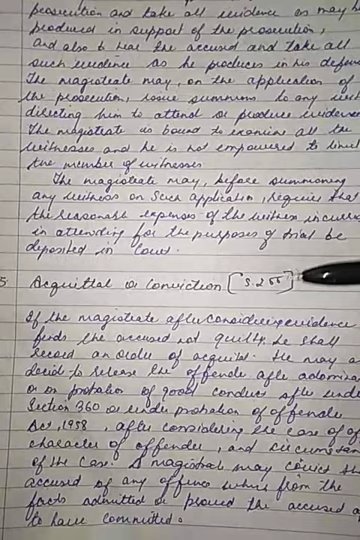 prosecution and take all evidence as may be
produced in support of the prosecution,
and also to hear the accused and take all
such evidence as he produces in his defen
The magistrate may, on the application of
the prosecution, issue summons to any wit
directing him to attend or produce evidence
The magistrate is bound to examine all the
witnesses and he is not empowered to limit
the member of witnesses
The magistrate may, before summoning
any witness on such application, require that
the reasonable expenses of the witness incurred
in attending for the purposes of trial be
deposited in Court.
5 Acquittal or Conviction [S.255]
If the magistrate after considering evidence
finds the accused not guilty, he shall
record an order of acquittal. He may a
decide to release the offender after admoni
or on probation of good conduct after unde
Section 360 or under probation of offender
Act, 1958, after considering the case of
character of offender, and circumstan
of the case. A magistrate may convict the
accused of any offence which from the
facts admitted or proved the accused a
to have committed.